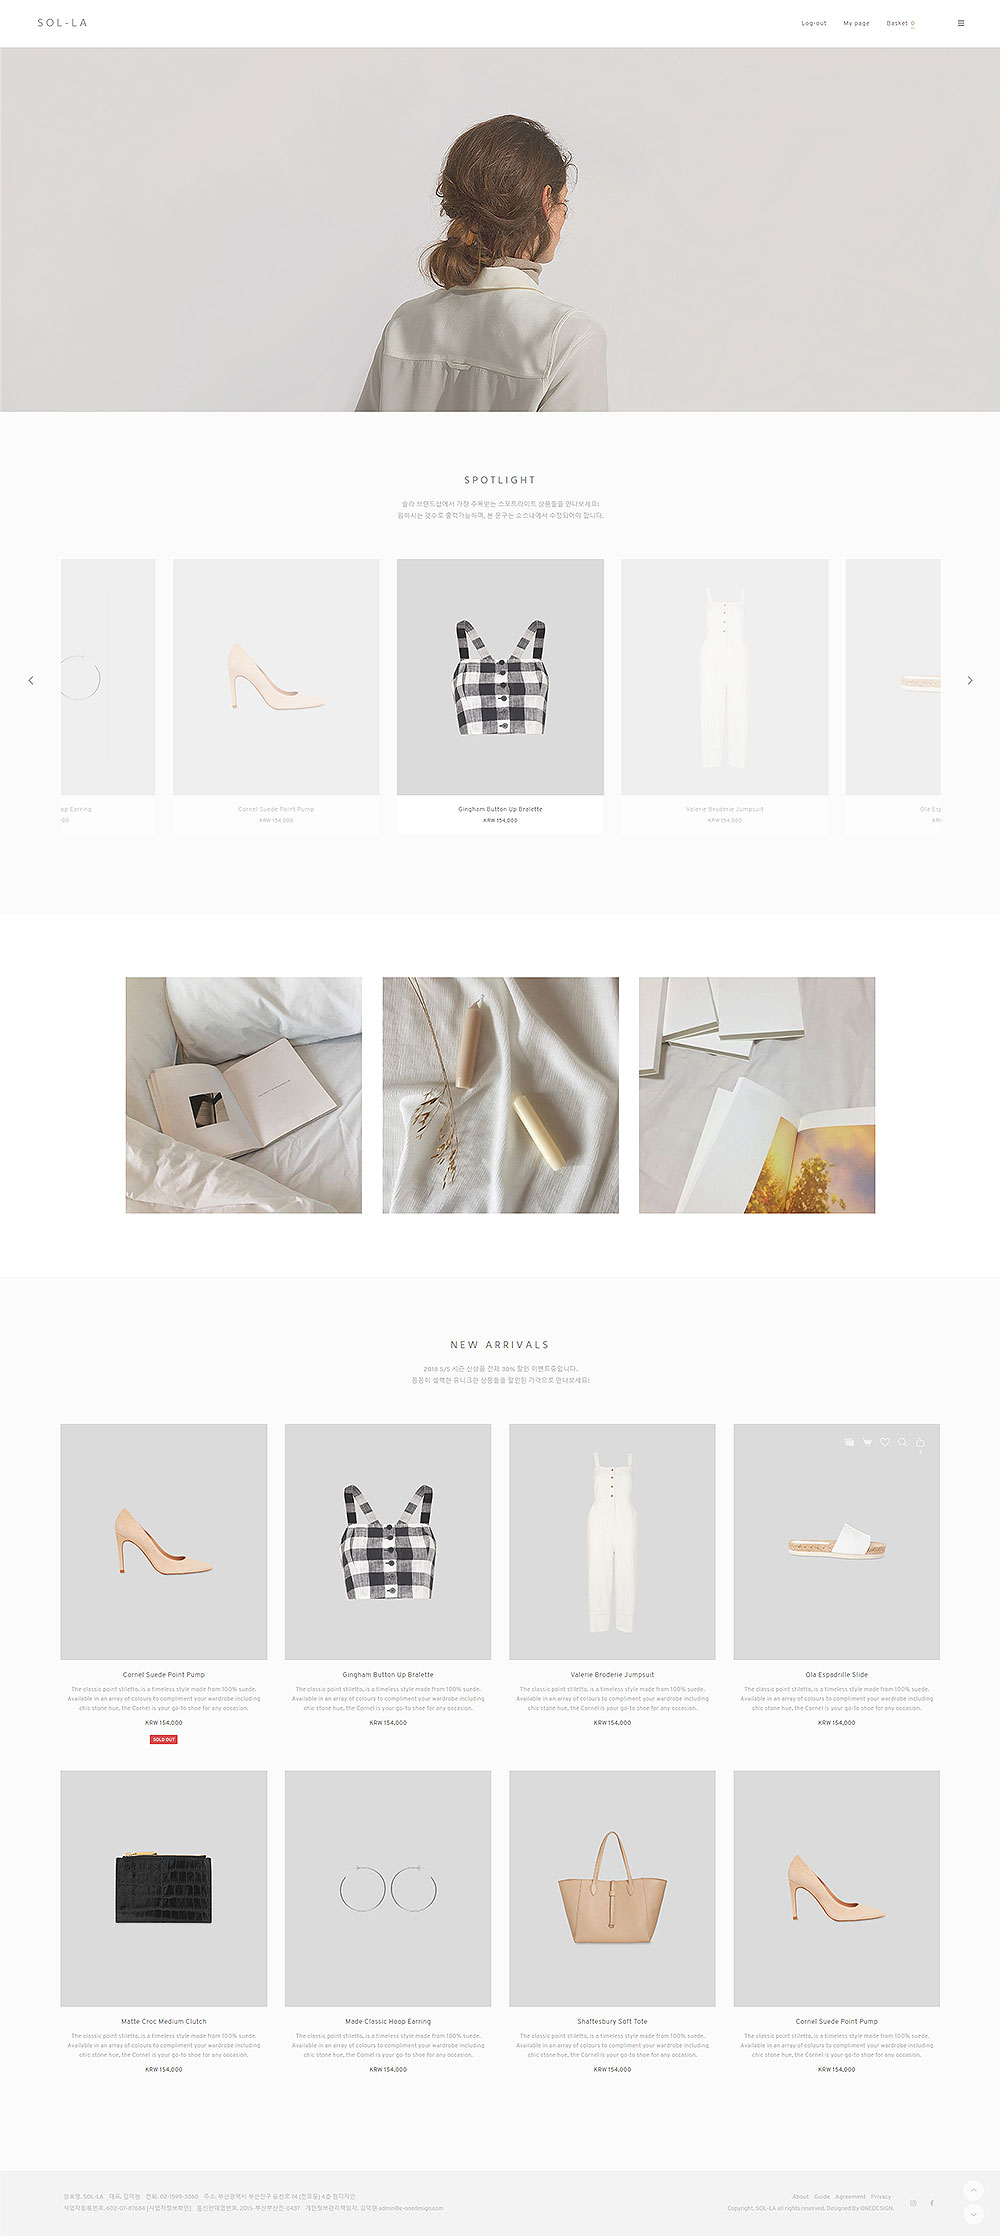 SOL-LA
Log-out My page Basket 0
SPOTLIGHT
솔라 브랜드샵에서 가장 주목받는 스포트라이트 상품들을 만나보세요!
원하시는 갯수로 출력가능하며, 본 문구는 소스내에서 수정되어야 합니다.
op Earring
00
Cornel Suede Point Pump
KRW 154,000
Gingham Button Up Bralette
KRW 154,000
Valerie Broderie Jumpsuit
KRW 154,000
Ola Esp
KR
NEW ARRIVALS
2018 S/S 시즌 신상품 전체 30% 할인 이벤트중입니다.
꼼꼼히 셀렉한 유니크한 상품들을 할인된 가격으로 만나보세요!
Cornel Suede Point Pump
The classic point stiletto, is a timeless style made from 100% suede.
Available in an array of colours to compliment your wardrobe including
chic stone hue, the Cornel is your go-to shoe for any occasion.
KRW 154,000
SOLD OUT
Gingham Button Up Bralette
The classic point stiletto, is a timeless style made from 100% suede.
Available in an array of colours to compliment your wardrobe including
chic stone hue, the Cornel is your go-to shoe for any occasion.
KRW 154,000
Valerie Broderie Jumpsuit
The classic point stiletto, is a timeless style made from 100% suede.
Available in an array of colours to compliment your wardrobe including
chic stone hue, the Cornel is your go-to shoe for any occasion.
KRW 154,000
Ola Espadrille Slide
The classic point stiletto, is a timeless style made from 100% suede.
Available in an array of colours to compliment your wardrobe including
chic stone hue, the Cornel is your go-to shoe for any occasion.
KRW 154,000
Matte Croc Medium Clutch
The classic point stiletto, is a timeless style made from 100% suede.
Available in an array of colours to compliment your wardrobe including
chic stone hue, the Cornel is your go-to shoe for any occasion.
KRW 154,000
Made Classic Hoop Earring
The classic point stiletto, is a timeless style made from 100% suede.
Available in an array of colours to compliment your wardrobe including
chic stone hue, the Cornel is your go-to shoe for any occasion.
KRW 154,000
Shaftesbury Soft Tote
The classic point stiletto, is a timeless style made from 100% suede.
Available in an array of colours to compliment your wardrobe including
chic stone hue, the Cornel is your go-to shoe for any occasion.
KRW 154,000
Cornel Suede Point Pump
The classic point stiletto, is a timeless style made from 100% suede.
Available in an array of colours to compliment your wardrobe including
chic stone hue, the Cornel is your go-to shoe for any occasion.
KRW 154,000
상호명. SOL-LA 대표. 김덕원 전화. 02-1599-3360 주소. 부산광역시 부산진구 동천로 74 (전포동) 4층 원디자인
사업자등록번호. 602-07-87684 [사업자정보확인] 통신판매업번호. 2015-부산부산진-0437 개인정보관리책임자. 김덕원 admin@e-onedesign.com
About Guide Agreement Privacy
Copyright. SOL-LA all rights reserved. Designed By ONEDESIGN.